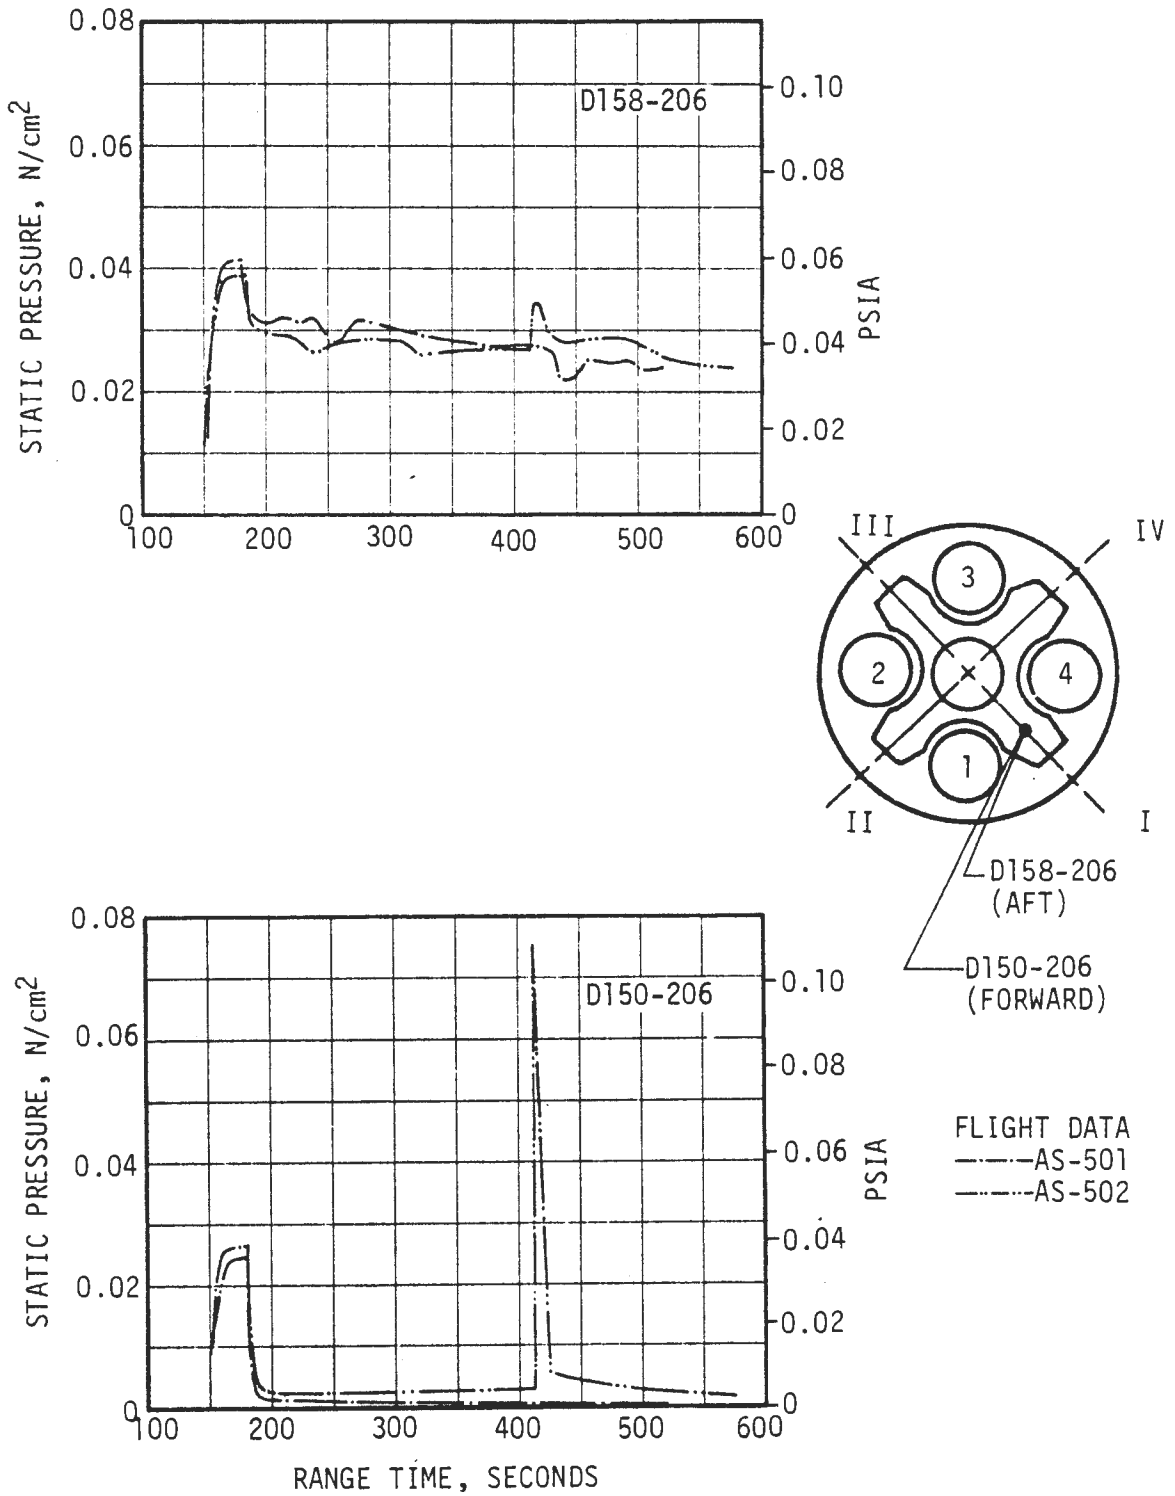 0.08
0.06
0.04
0.02
0
STATIC PRESSURE, N/cm²
D158-206
0.10
0.08
0.06
0.04
0.02
0
PSIA
100 200 300 400 500 600
III IV
3
2 4
1
II I
D158-206
(AFT)
D150-206
(FORWARD)
0.08
0.06
0.04
0.02
0
STATIC PRESSURE, N/cm²
D150-206
0.10
0.08
0.06
0.04
0.02
0
PSIA
100 200 300 400 500 600
RANGE TIME, SECONDS
FLIGHT DATA
AS-501
AS-502